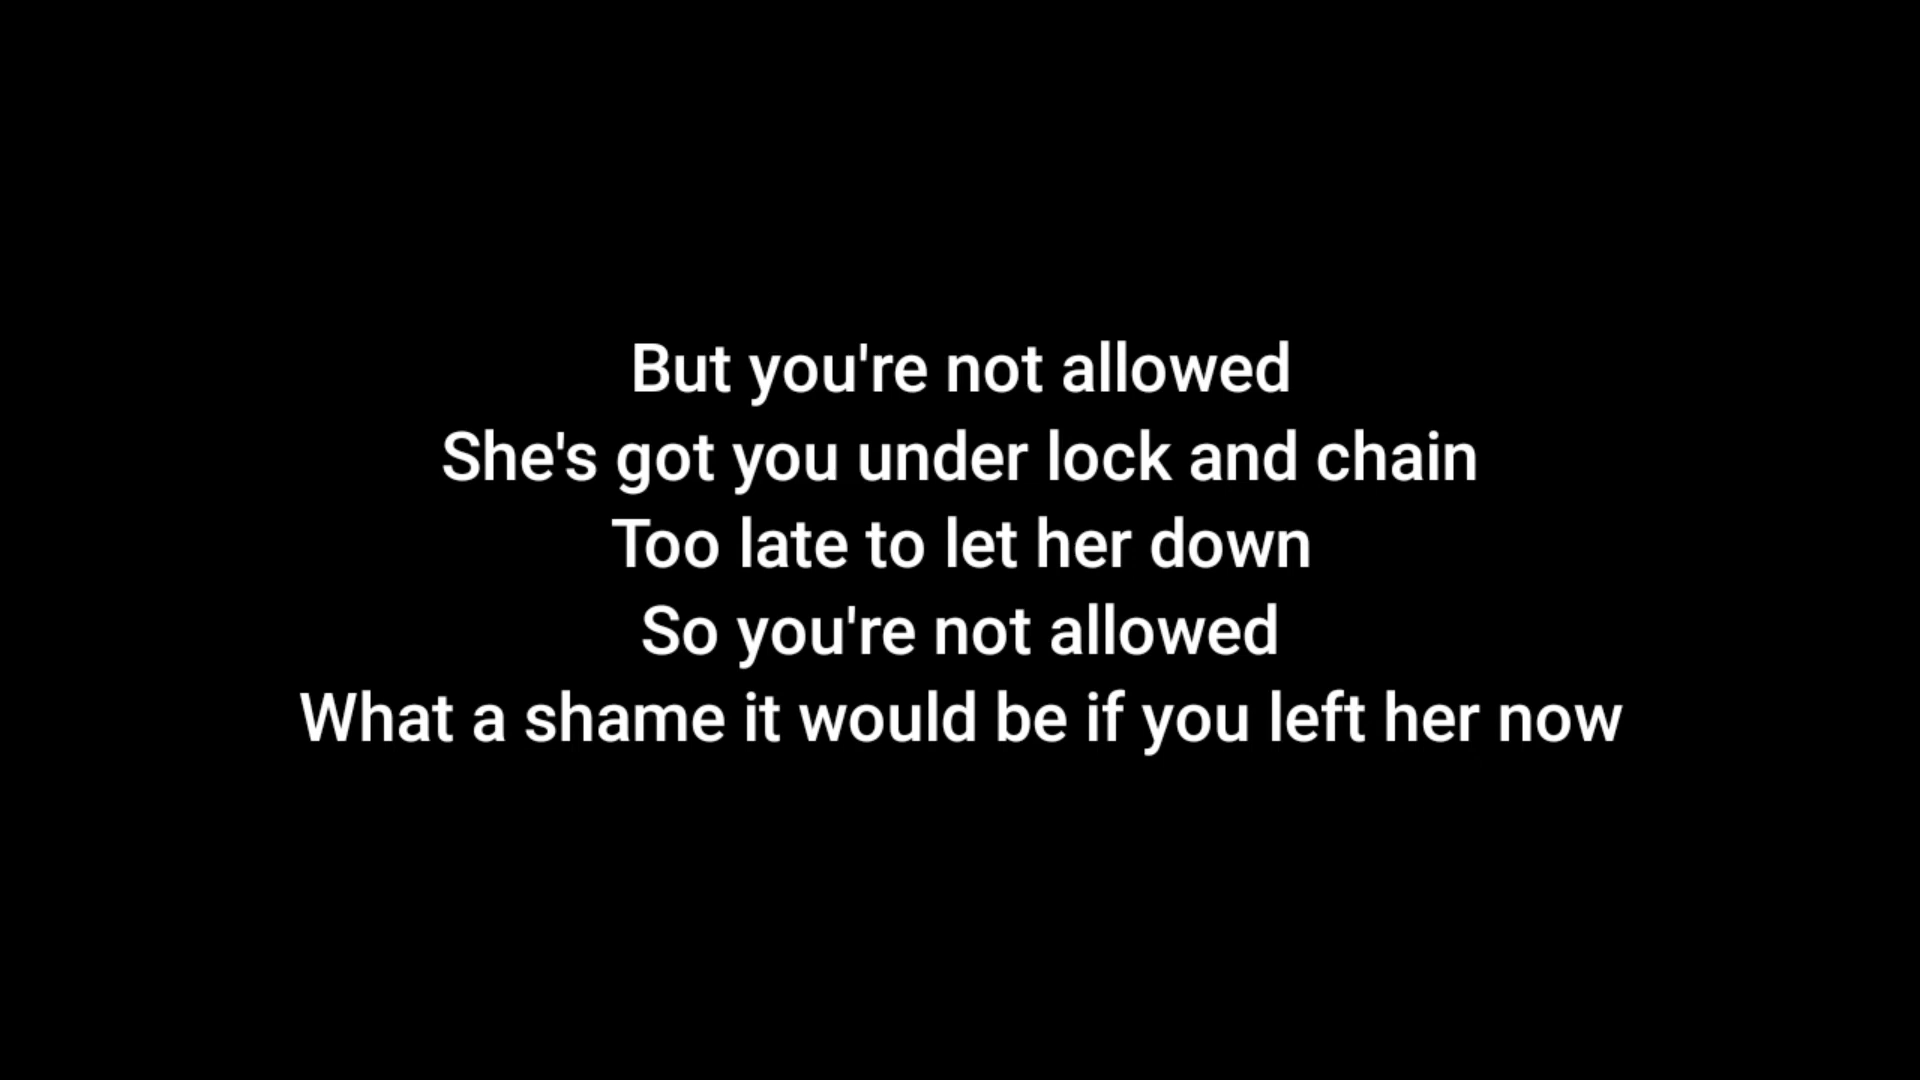 But you're not allowed
She's got you under lock and chain
Too late to let her down
So you're not allowed
What a shame it would be if you left her now